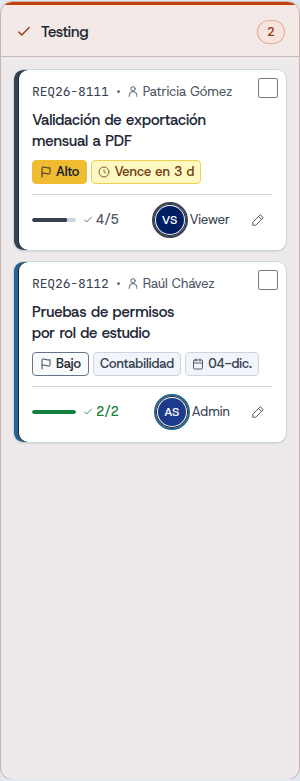 Testing
2
REQ26-8111 • Patricia Gómez
Validación de exportación
mensual a PDF
Alto
Vence en 3 d
4/5
VS
Viewer
REQ26-8112 • Raúl Chávez
Pruebas de permisos
por rol de estudio
Bajo
Contabilidad
04-dic.
2/2
AS
Admin